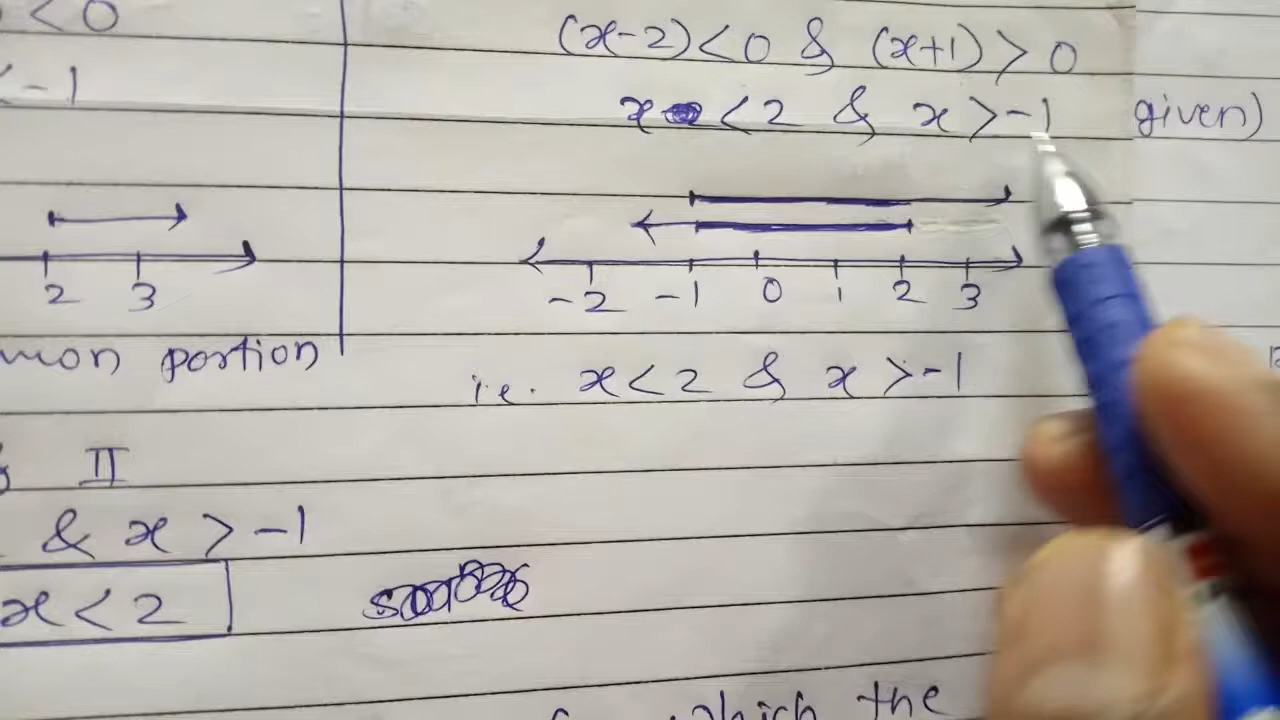 < 0
< -1
2 3
mon portion
II
& x > -1
x < 2
(x-2) < 0 & (x+1) > 0
x < 2 & x > -1
given)
-2 -1 0 1 2 3
i.e. x < 2 & x > -1
which the